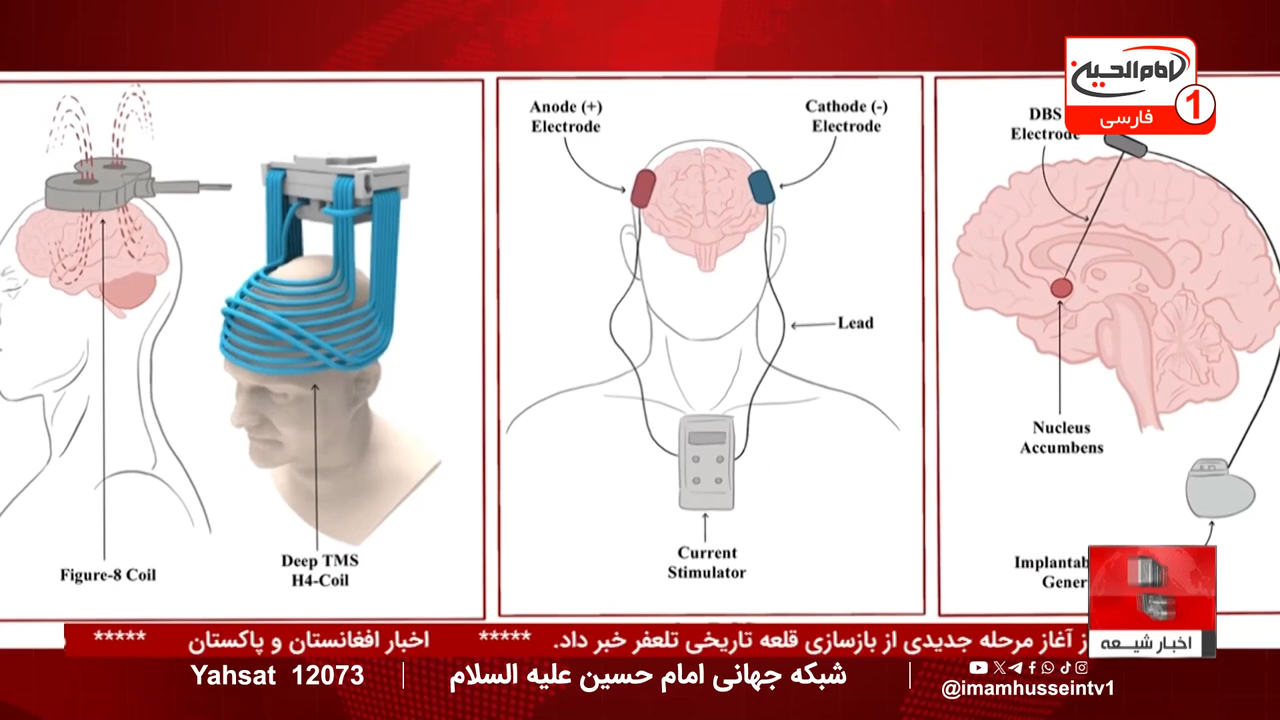 امام الحسین
فارسی
1
Figure-8 Coil
Deep TMS
H4-Coil
Anode (+)
Electrode
Cathode (-)
Electrode
Lead
Current
Stimulator
DBS
Electrode
Nucleus
Accumbens
Implantab
Gener
اخبار شیعه
ز آغاز مرحله جدیدی از بازسازی قلعه تاریخی تلعفر خبر داد. ***** اخبار افغانستان و پاکستان *****
@imamhusseintv1
شبکه جهانی امام حسین علیه السلام
Yahsat 12073